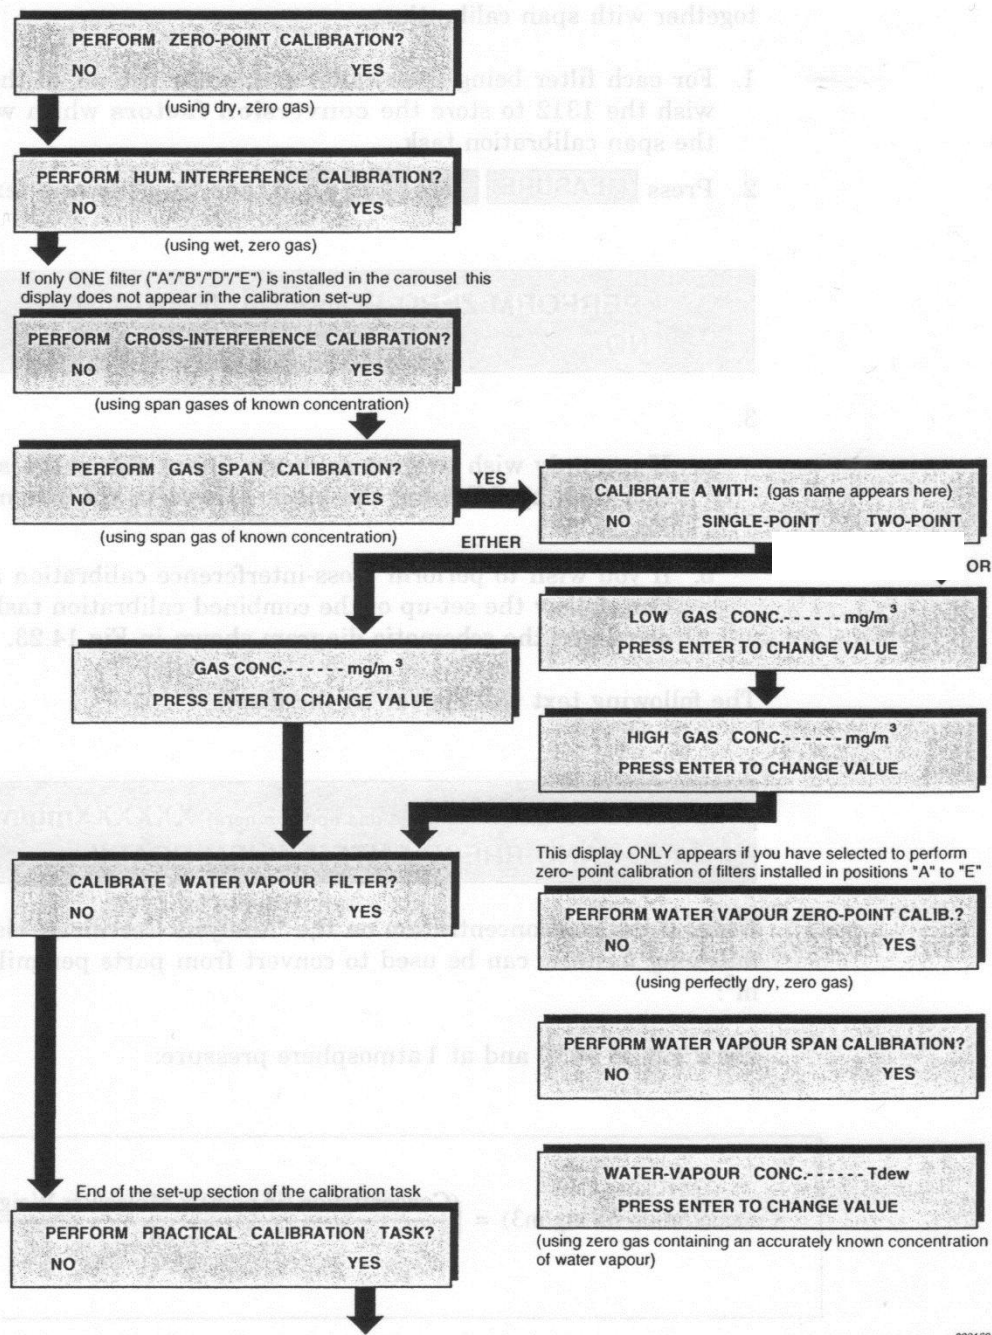 PERFORM ZERO-POINT CALIBRATION?
NO YES
(using dry, zero gas)
PERFORM HUM. INTERFERENCE CALIBRATION?
NO YES
(using wet, zero gas)
If only ONE filter ("A"/"B"/"D"/"E") is installed in the carousel this
display does not appear in the calibration set-up
PERFORM CROSS-INTERFERENCE CALIBRATION?
NO YES
(using span gases of known concentration)
PERFORM GAS SPAN CALIBRATION?
NO YES
(using span gas of known concentration)
YES
CALIBRATE A WITH: (gas name appears here)
NO SINGLE-POINT TWO-POINT
EITHER
OR
GAS CONC.------- mg/m³
PRESS ENTER TO CHANGE VALUE
LOW GAS CONC.------ mg/m³
PRESS ENTER TO CHANGE VALUE
HIGH GAS CONC.------ mg/m³
PRESS ENTER TO CHANGE VALUE
CALIBRATE WATER VAPOUR FILTER?
NO YES
This display ONLY appears if you have selected to perform
zero- point calibration of filters installed in positions "A" to "E"
PERFORM WATER VAPOUR ZERO-POINT CALIB.?
NO YES
(using perfectly dry, zero gas)
PERFORM WATER VAPOUR SPAN CALIBRATION?
NO YES
WATER-VAPOUR CONC.------- Tdew
PRESS ENTER TO CHANGE VALUE
(using zero gas containing an accurately known concentration
of water vapour)
End of the set-up section of the calibration task
PERFORM PRACTICAL CALIBRATION TASK?
NO YES